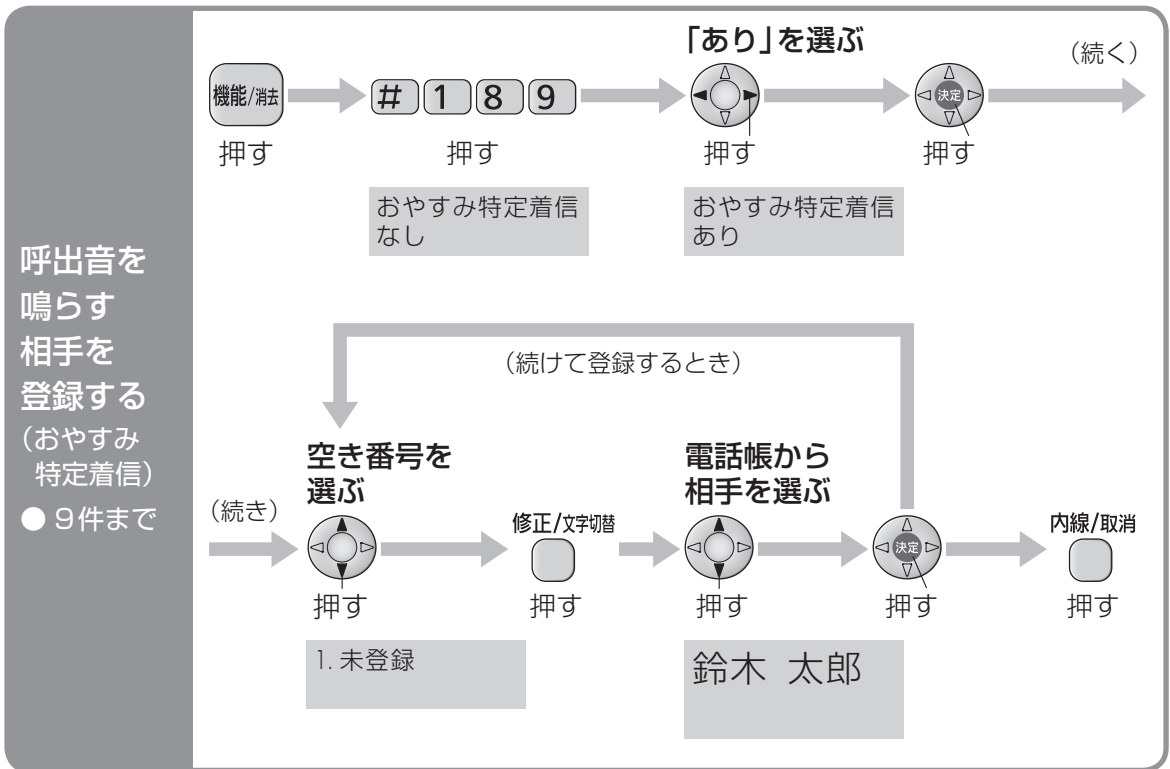 呼出音を
鳴らす
相手を
登録する
(おやすみ
特定着信)
● 9件まで
「あり」を選ぶ
(続く)
機能/消去
# 1 8 9
決定
押す
押す
押す
押す
おやすみ特定着信
なし
おやすみ特定着信
あり
(続けて登録するとき)
空き番号を
選ぶ
電話帳から
相手を選ぶ
(続き)
修正/文字切替
決定
内線/取消
押す
押す
押す
押す
押す
1. 未登録
鈴木 太郎